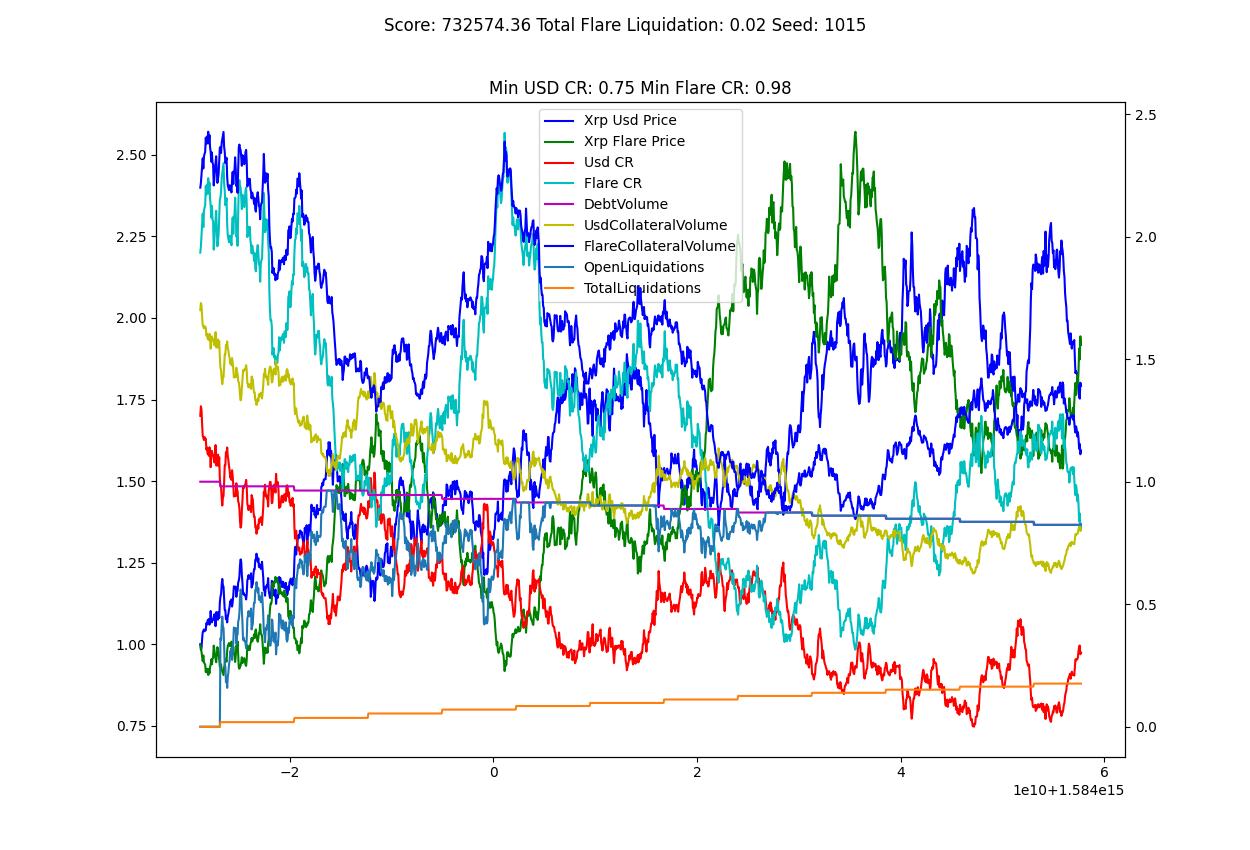 Score: 732574.36 Total Flare Liquidation: 0.02 Seed: 1015
Min USD CR: 0.75 Min Flare CR: 0.98
Xrp Usd Price
Xrp Flare Price
Usd CR
Flare CR
DebtVolume
UsdCollateralVolume
FlareCollateralVolume
OpenLiquidations
TotalLiquidations
2.50
2.25
2.00
1.75
1.50
1.25
1.00
0.75
2.5
2.0
1.5
1.0
0.5
0.0
−2
0
2
4
6
1e10+1.584e15